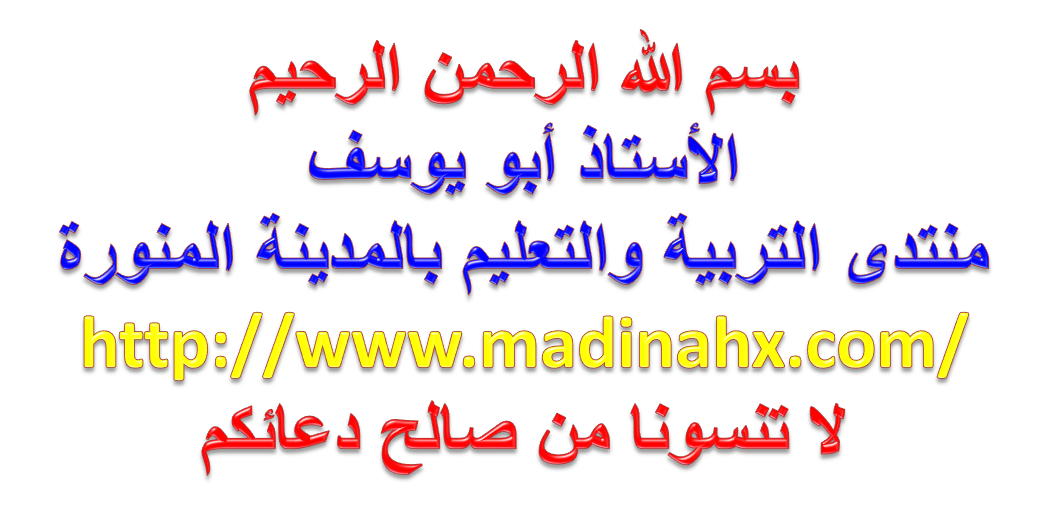 بسم الله الرحمن الرحيم
الأستاذ أبو يوسف
منتدى التربية والتعليم بالمدينة المنورة
http://www.madinahx.com/
لا تنسونا من صالح دعائكم